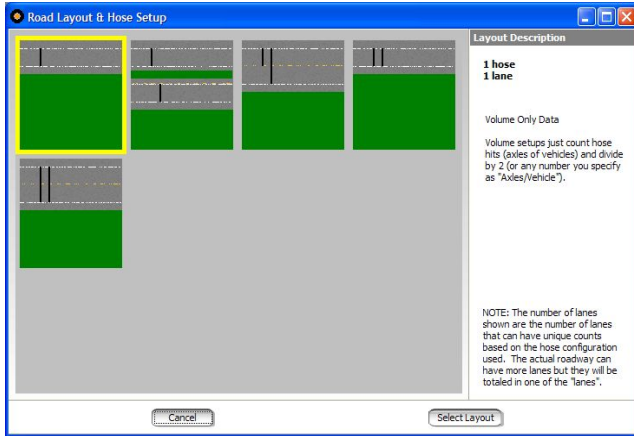 Road Layout & Hose Setup
Layout Description
1 hose
1 lane
Volume Only Data
Volume setups just count hose
hits (axles of vehicles) and divide
by 2 (or any number you specify
as "Axles/Vehicle").
NOTE: The number of lanes
shown are the number of lanes
that can have unique counts
based on the hose configuration
used.  The actual roadway can
have more lanes but they will be
totaled in one of the "lanes".
Cancel
Select Layout